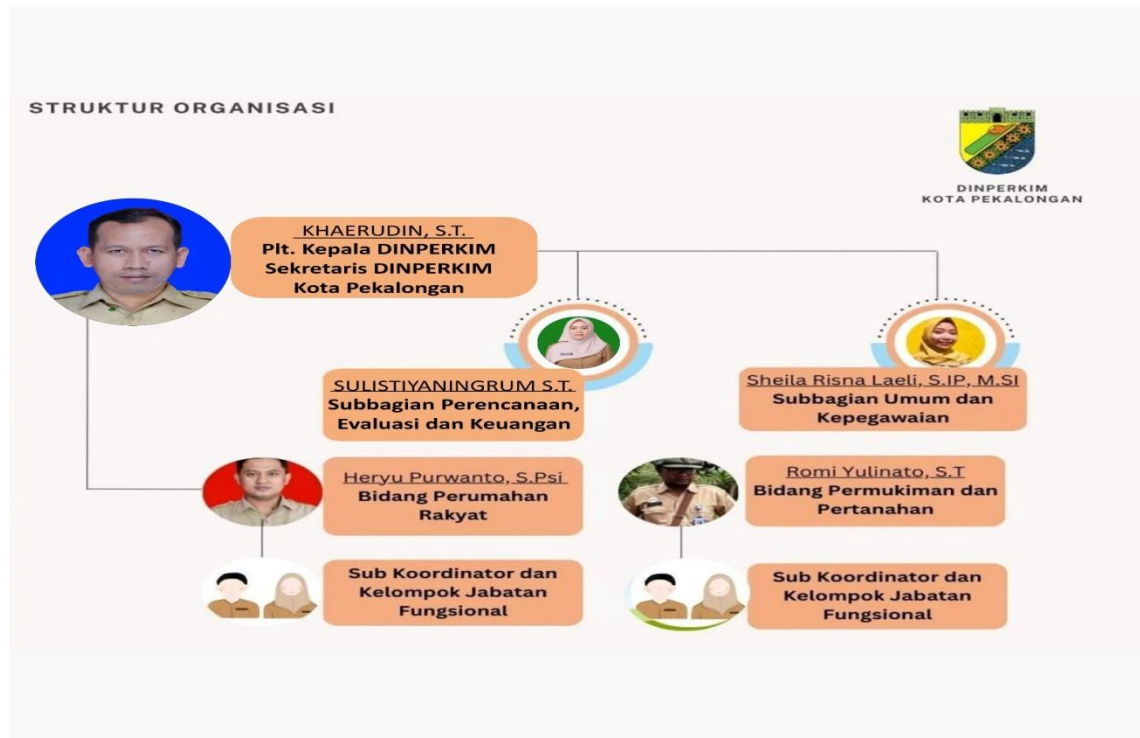 STRUKTUR ORGANISASI
DINPERKIM
KOTA PEKALONGAN
KHAERUDIN, S.T.
Plt. Kepala DINPERKIM
Sekretaris DINPERKIM
Kota Pekalongan
SULISTIYANINGRUM S.T.
Subbagian Perencanaan,
Evaluasi dan Keuangan
Sheila Risna Laeli, S.IP, M.SI
Subbagian Umum dan
Kepegawaian
Heryu Purwanto, S.Psi
Bidang Perumahan
Rakyat
Romi Yulinato, S.T
Bidang Permukiman dan
Pertanahan
Sub Koordinator dan
Kelompok Jabatan
Fungsional
Sub Koordinator dan
Kelompok Jabatan
Fungsional